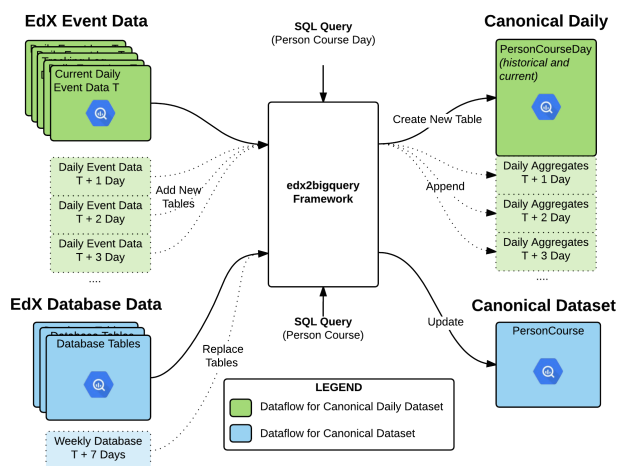 EdX Event Data
Current Daily
Event Data T
Daily Event Data
T + 1 Day
Daily Event Data
T + 2 Day
Daily Event Data
T + 3 Day
....
Add New
Tables
EdX Database Data
Database Tables
Database Tables
Weekly Database
T + 7 Days
Replace
Tables
SQL Query
(Person Course Day)
edx2bigquery
Framework
SQL Query
(Person Course)
Canonical Daily
PersonCourseDay
(historical and
current)
Create New Table
Append
Daily Aggregates
T + 1 Day
Daily Aggregates
T + 2 Day
Daily Aggregates
T + 3 Day
....
Canonical Dataset
PersonCourse
Update
LEGEND
Dataflow for Canonical Daily Dataset
Dataflow for Canonical Dataset